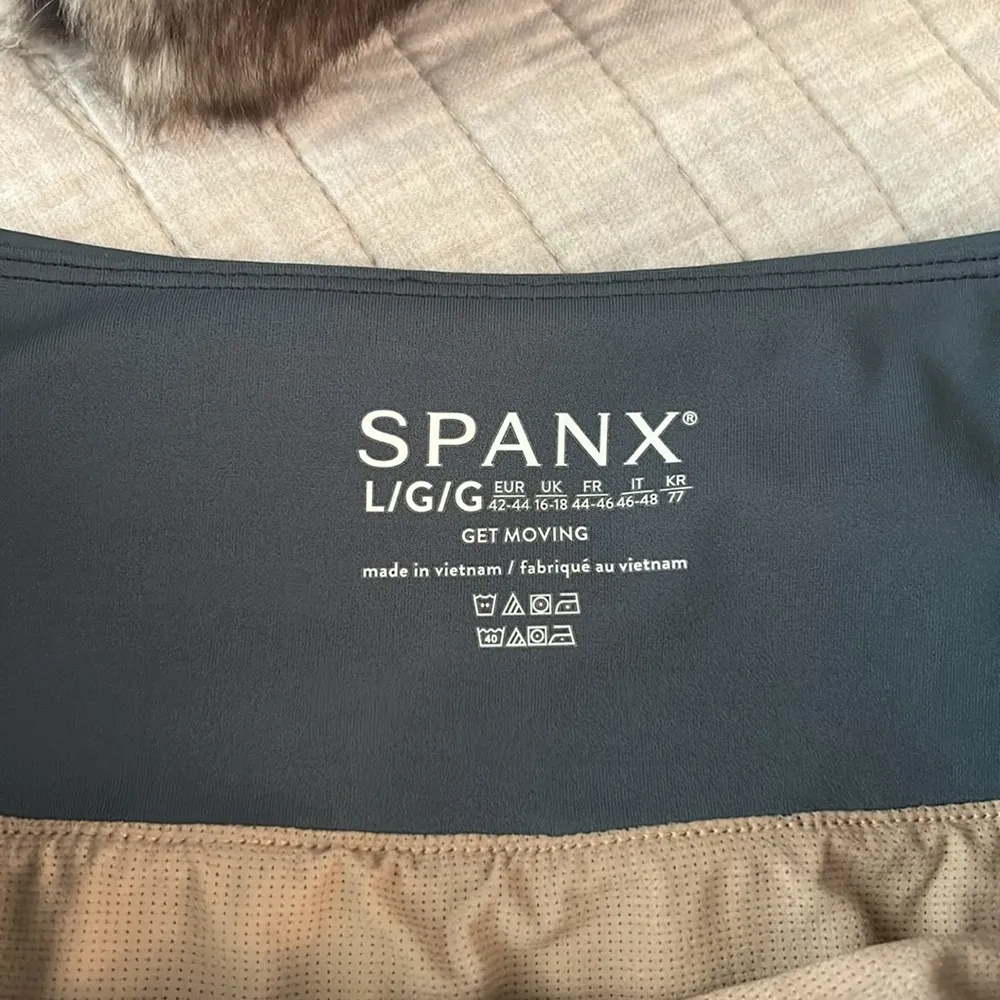 SPANX®
L/G/G EUR 42-44 UK 16-18 FR 44-46 IT 46-48 KR 77
GET MOVING
made in vietnam / fabriqué au vietnam
40